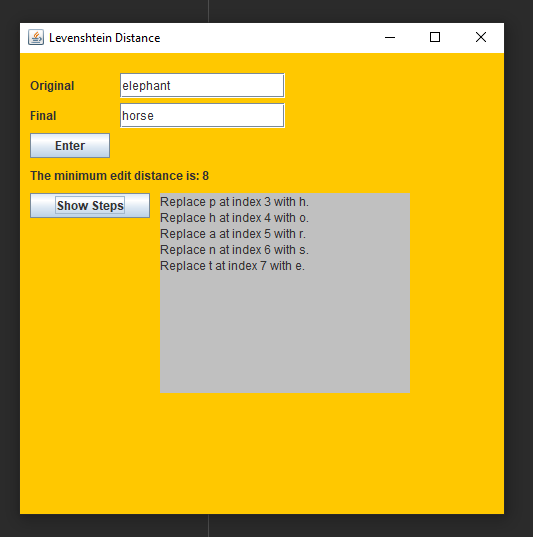 Levenshtein Distance
Original elephant
Final horse
Enter
The minimum edit distance is: 8
Show Steps
Replace p at index 3 with h.
Replace h at index 4 with o.
Replace a at index 5 with r.
Replace n at index 6 with s.
Replace t at index 7 with e.